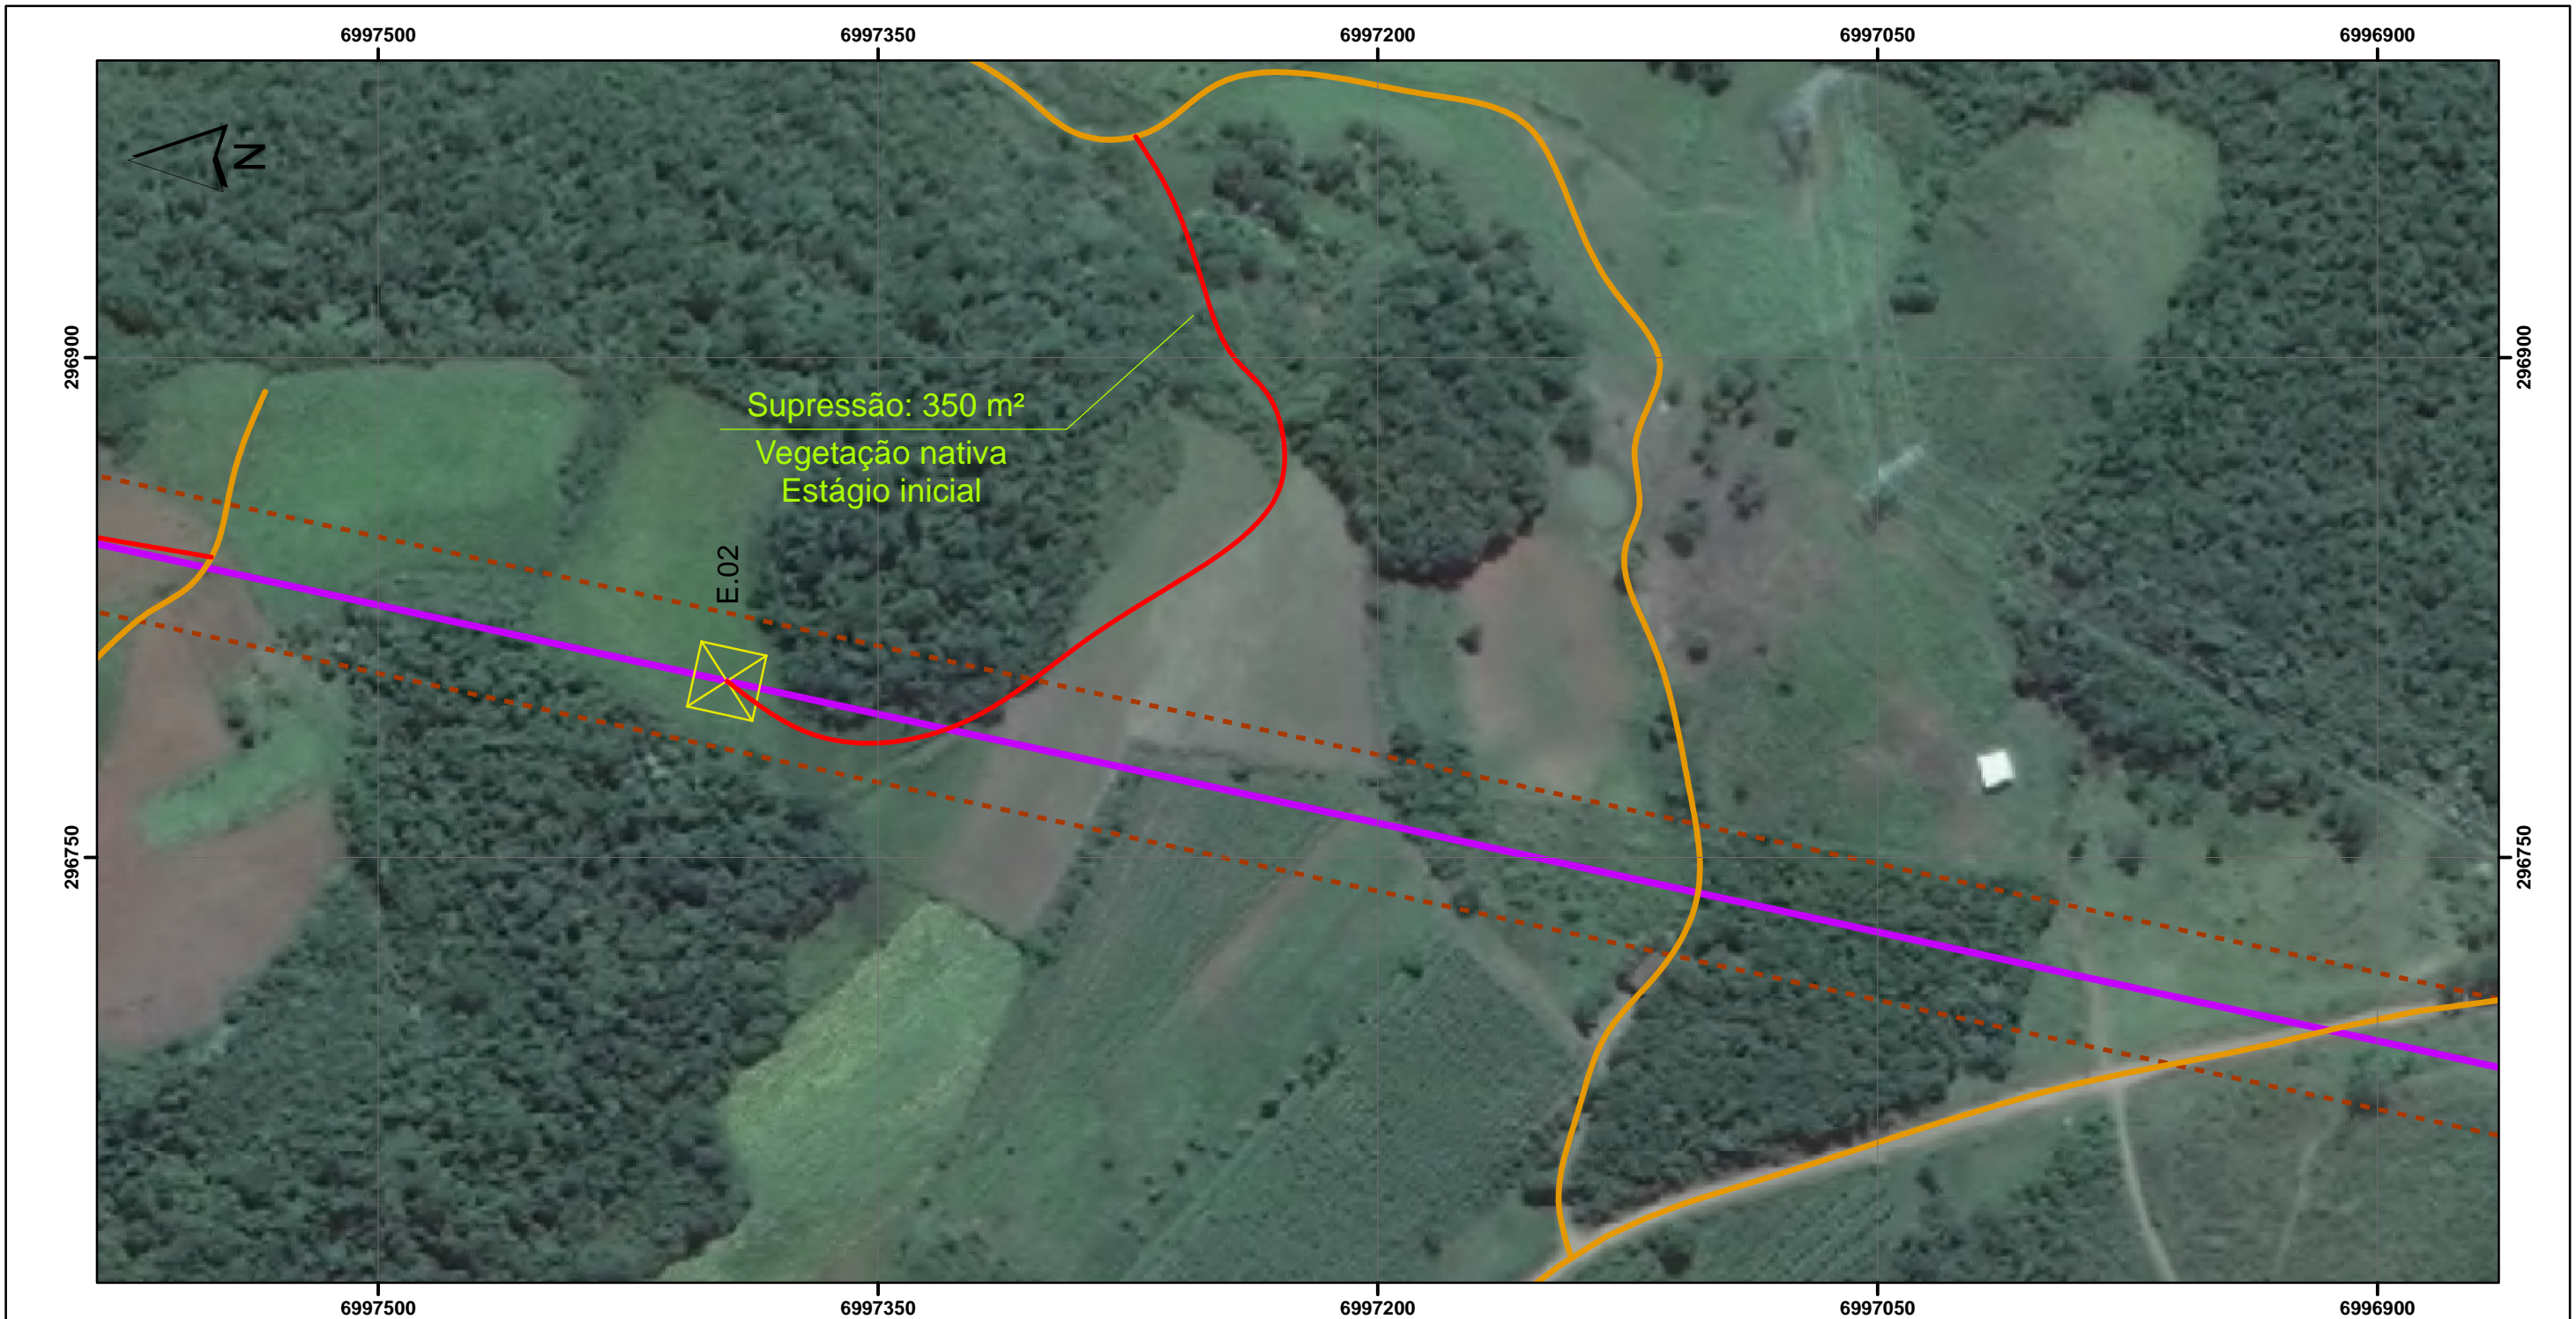 6997500 6997350 6997200 6997050 6996900
N
296900 296900
Supressão: 350 m²
Vegetação nativa
Estágio inicial
E.02
296750 296750
6997500 6997350 6997200 6997050 6996900